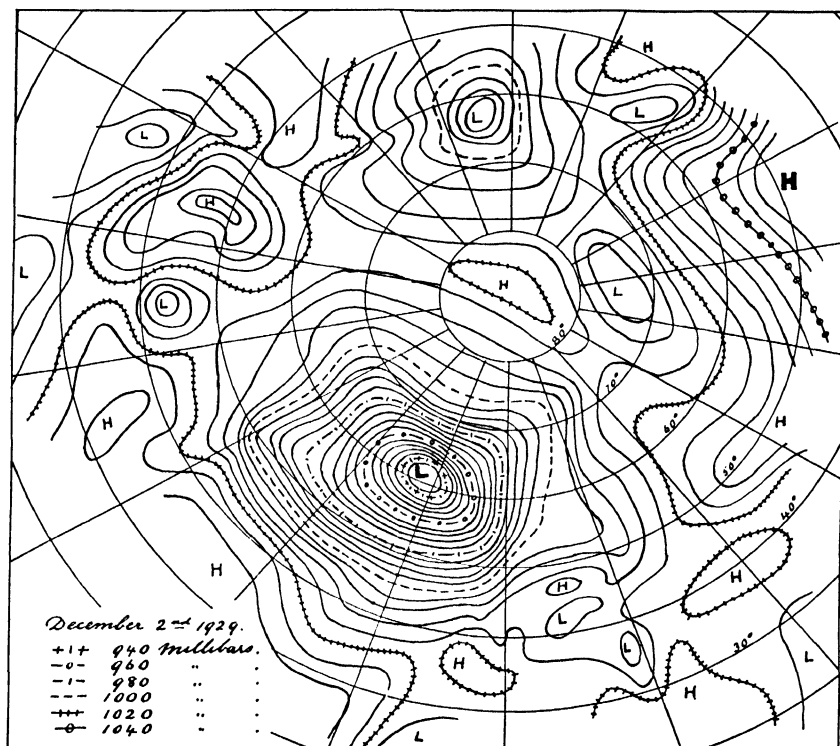 H
H
L
L
L
H
H
H
L
H
L
L
80°
70°
60°
50°
40°
30°
H
H
L
H
H
H
L
L
H
H
L
L
December 2nd 1929.
+ı+ 940 Millibars.
-o- 960 " .
-ı- 980 " .
--- 1000 " .
+++ 1020 " .
-o- 1040 " .